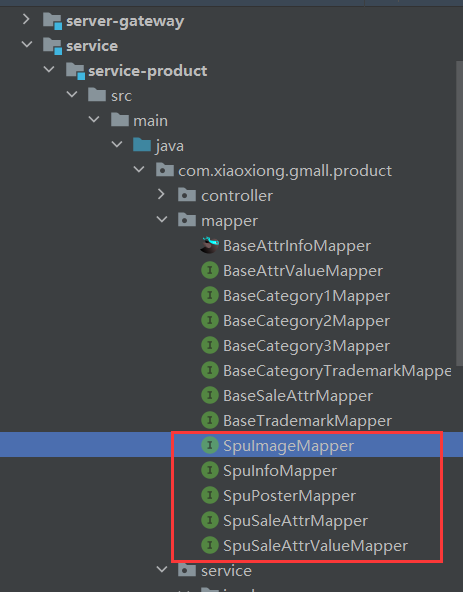 server-gateway
service
service-product
src
main
java
com.xiaoxiong.gmall.product
controller
mapper
BaseAttrInfoMapper
BaseAttrValueMapper
BaseCategory1Mapper
BaseCategory2Mapper
BaseCategory3Mapper
BaseCategoryTrademarkMappe
BaseSaleAttrMapper
BaseTrademarkMapper
SpuImageMapper
SpuInfoMapper
SpuPosterMapper
SpuSaleAttrMapper
SpuSaleAttrValueMapper
service